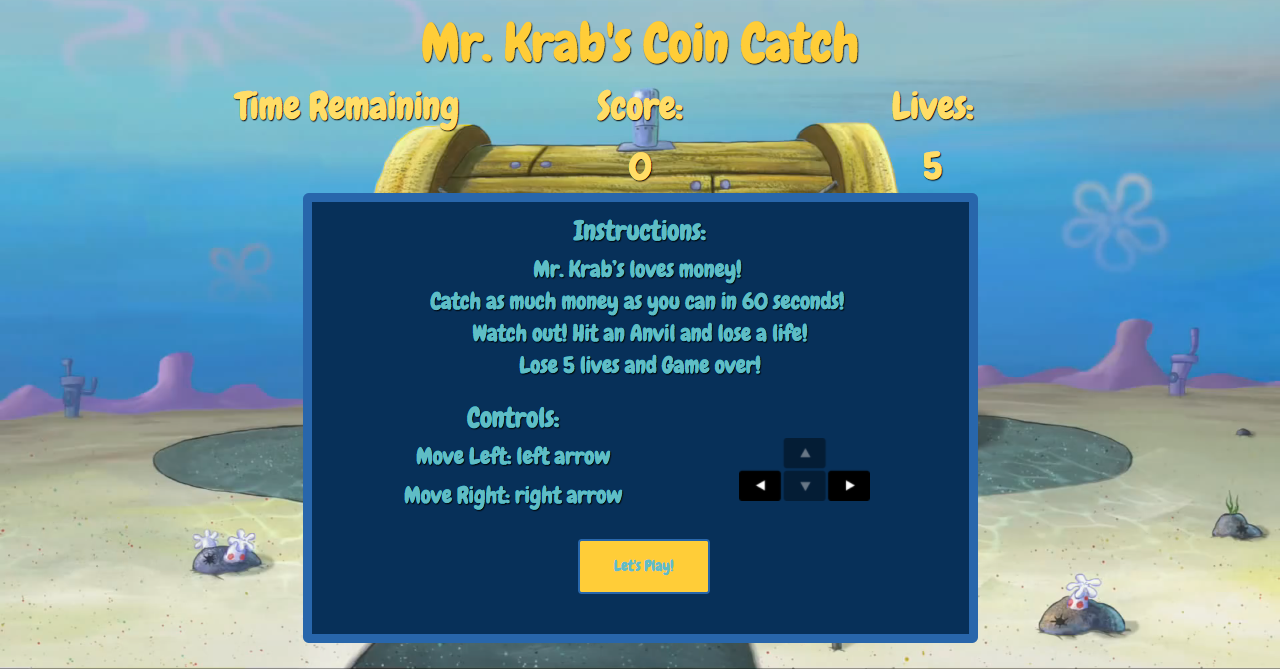 Mr. Krab's Coin Catch
Time Remaining
Score:
Lives:
0
5
Instructions:
Mr. Krab's loves money!
Catch as much money as you can in 60 seconds!
Watch out! Hit an Anvil and lose a life!
Lose 5 lives and Game over!
Controls:
Move Left: left arrow
Move Right: right arrow
Let's Play!